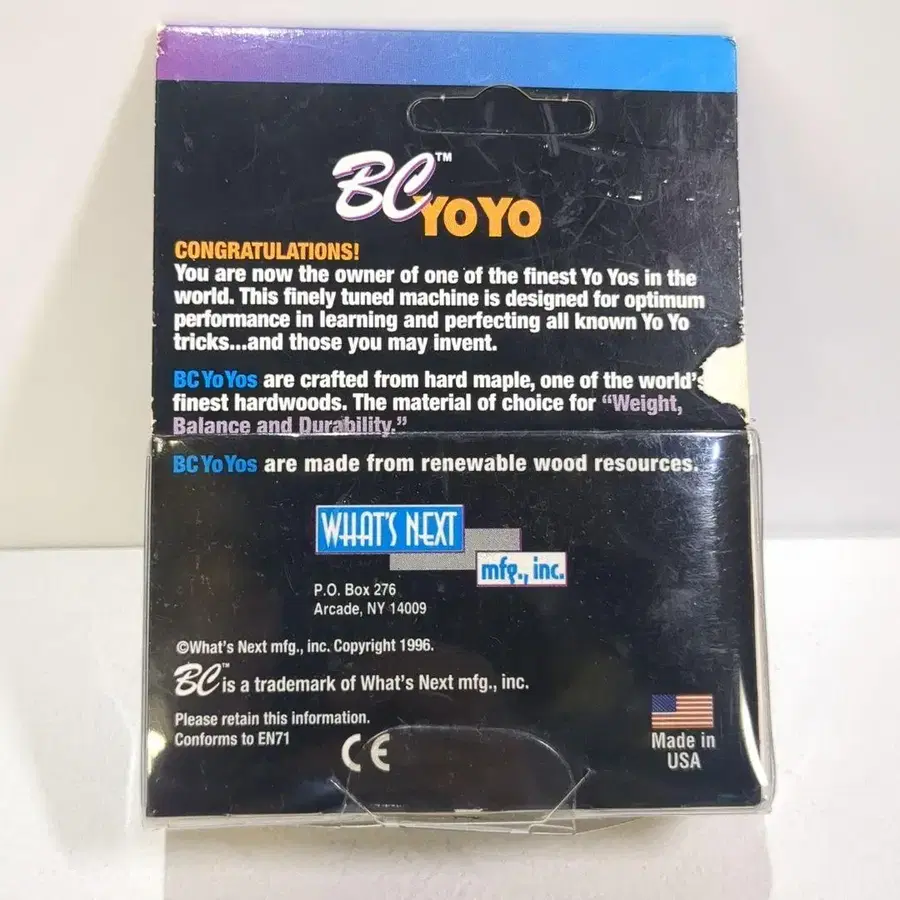 BC™ YOYO
CONGRATULATIONS!
You are now the owner of one of the finest Yo Yos in the
world. This finely tuned machine is designed for optimum
performance in learning and perfecting all known Yo Yo
tricks...and those you may invent.
BC YoYos are crafted from hard maple, one of the world's
finest hardwoods. The material of choice for “Weight,
Balance and Durability.”
BC YoYos are made from renewable wood resources.
WHAT'S NEXT
mfg., inc.
P.O. Box 276
Arcade, NY 14009
©What's Next mfg., inc. Copyright 1996.
BC™ is a trademark of What's Next mfg., inc.
Please retain this information.
Conforms to EN71
CE
Made in
USA